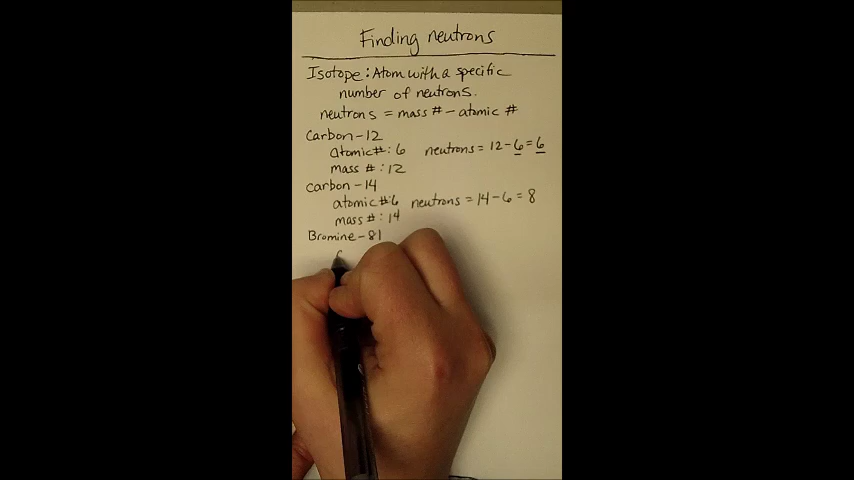 Finding neutrons
Isotope: Atom with a specific
number of neutrons.
neutrons = mass # - atomic #
Carbon-12
atomic #: 6 neutrons = 12 - 6 = 6
mass #: 12
Carbon-14
atomic #: 6 neutrons = 14 - 6 = 8
mass #: 14
Bromine-81